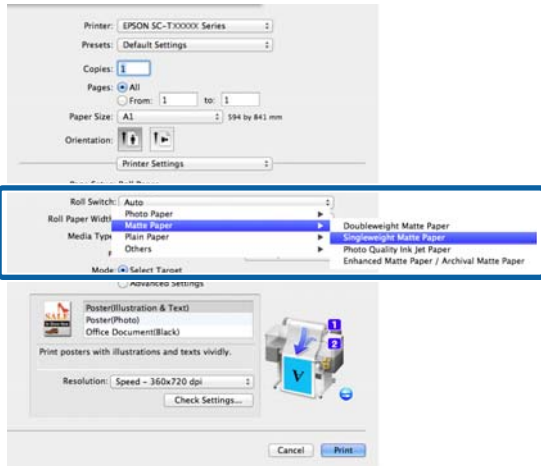 Printer: EPSON SC-TXXXXX Series
Presets: Default Settings
Copies: 1
Pages: All
From: 1 to: 1
Paper Size: A1 594 by 841 mm
Orientation:
Printer Settings
Roll Switch: Auto
Roll Paper Width
Photo Paper
Matte Paper
Doubleweight Matte Paper
Media Type
Plain Paper
Singleweight Matte Paper
Others
Photo Quality Ink Jet Paper
Enhanced Matte Paper / Archival Matte Paper
Mode: Select Target
Advanced Settings
SALE
Poster(Illustration & Text)
Poster(Photo)
Office Document(Black)
1
2
V
Print posters with illustrations and texts vividly.
Resolution: Speed - 360x720 dpi
Check Settings...
Cancel Print